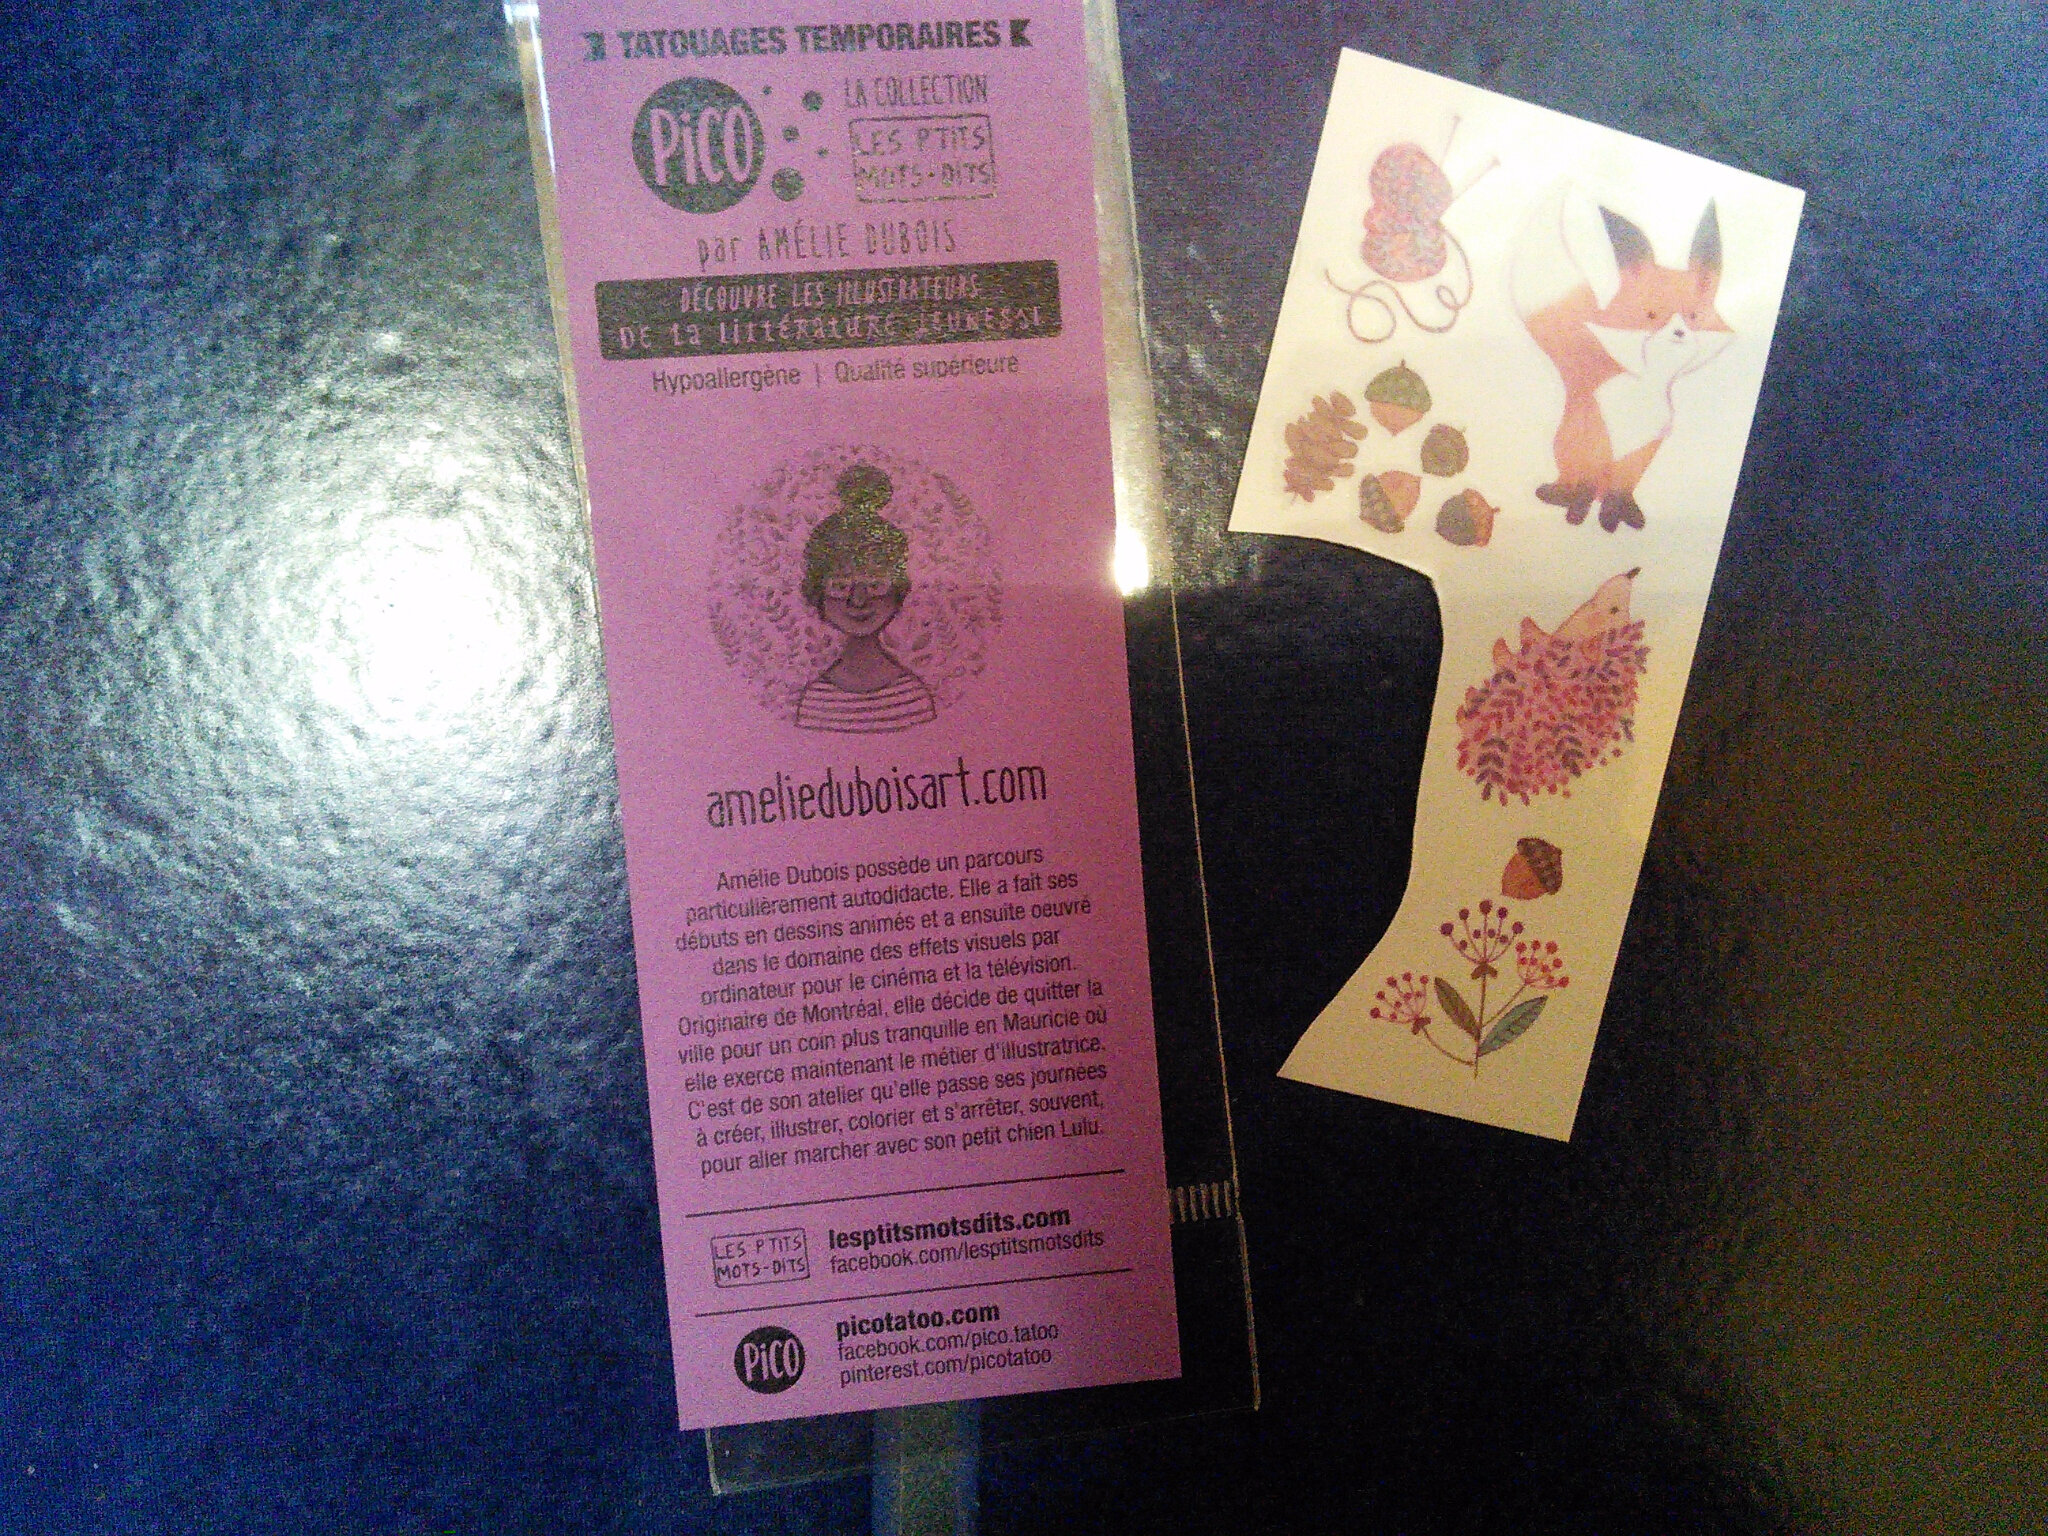 TATOUAGES TEMPORAIRES
PiCO
LA COLLECTION
LES P'TITS
MOTS-DITS
par AMÉLIE DUBOIS
DÉCOUVRE LES ILLUSTRATEURS
DE La LITTÉRATURE JEUNESSE
Hypoallergène | Qualité supérieure
amelieduboisart.com
Amélie Dubois possède un parcours
particulièrement autodidacte. Elle a fait ses
débuts en dessins animés et a ensuite oeuvré
dans le domaine des effets visuels par
ordinateur pour le cinéma et la télévision.
Originaire de Montréal, elle décide de quitter la
ville pour un coin plus tranquille en Mauricie où
elle exerce maintenant le métier d'illustratrice.
C'est de son atelier qu'elle passe ses journées
à créer, illustrer, colorier et s'arrêter, souvent,
pour aller marcher avec son petit chien Lulu.
LES P'TITS
MOTS-DITS
lesptitsmotsdits.com
facebook.com/lesptitsmotsdits
PiCO
picotatoo.com
facebook.com/pico.tatoo
pinterest.com/picotatoo